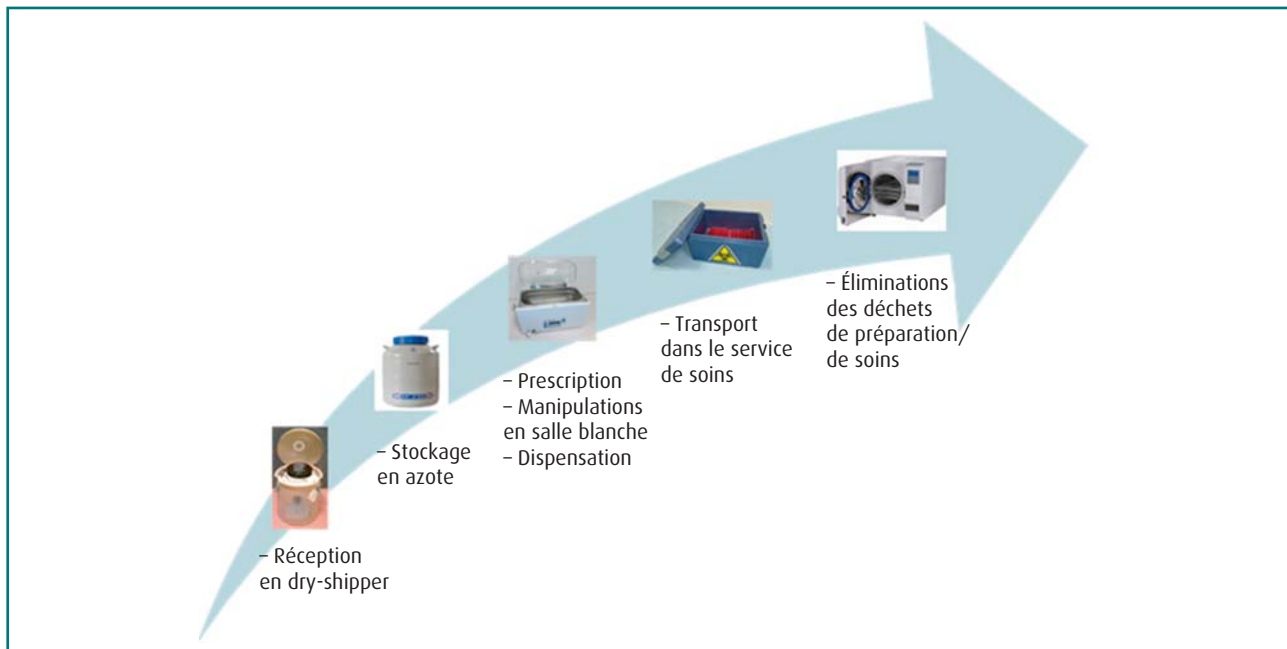 – Réception
en dry-shipper
– Stockage
en azote
– Prescription
– Manipulations
en salle blanche
– Dispensation
– Transport
dans le service
de soins
– Éliminations
des déchets
de préparation/
de soins